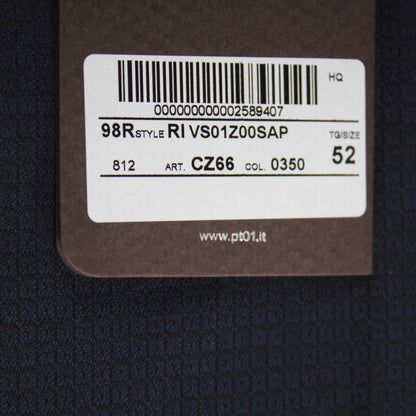 HQ
000000000002589407
98R STYLE RI VS01Z00SAP TG/SIZE
812 ART. CZ66 COL. 0350 52
www.pt01.it